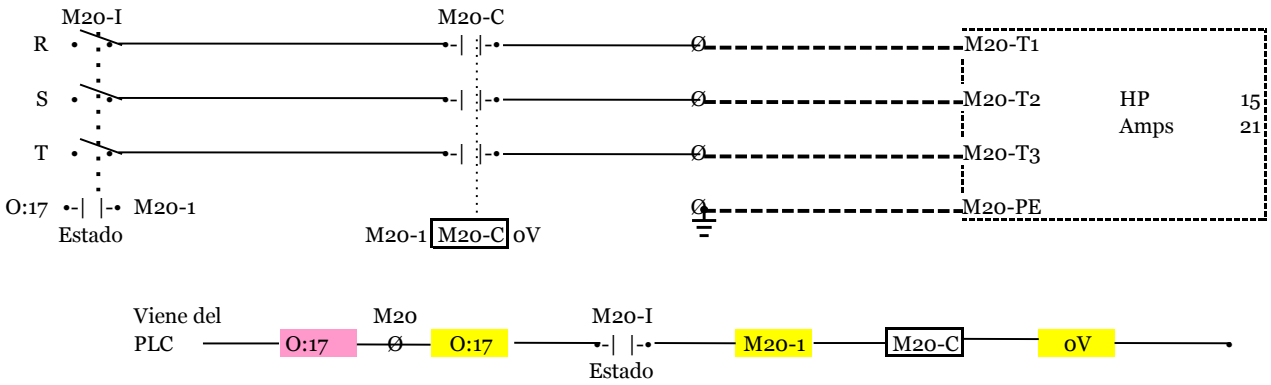 M20-I M20-C
R M20-T1
S M20-T2 HP 15
Amps 21
T M20-T3
O:17 M20-1 M20-PE
Estado M20-1 M20-C 0V
Viene del M20 M20-I
PLC O:17 Ø O:17 M20-1 M20-C 0V
Estado